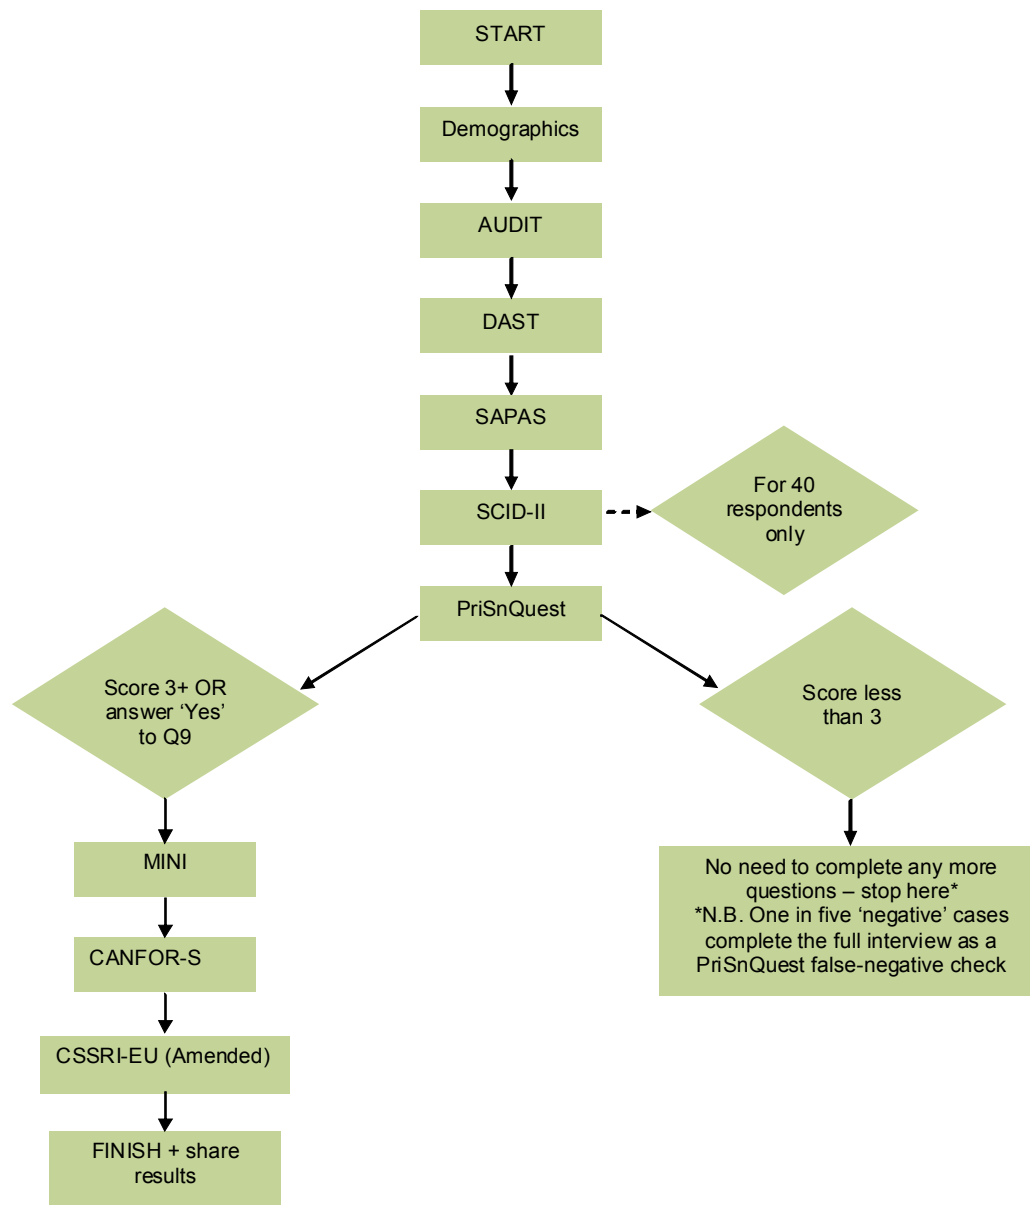 START
Demographics
AUDIT
DAST
SAPAS
SCID-II
For 40
respondents
only
PriSnQuest
Score 3+ OR
answer ‘Yes’
to Q9
Score less
than 3
MINI
CANFOR-S
CSSRI-EU (Amended)
FINISH + share
results
No need to complete any more
questions – stop here*
*N.B. One in five ‘negative’ cases
complete the full interview as a
PriSnQuest false-negative check